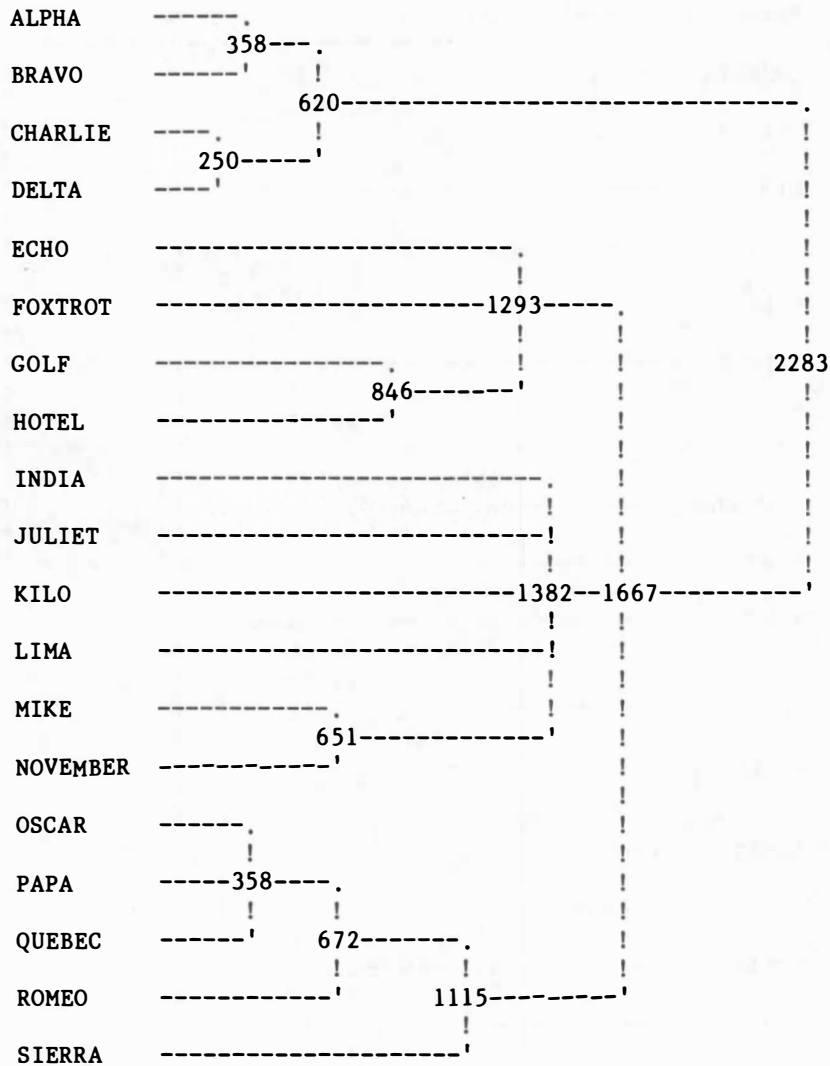 ALPHA
358
BRAVO
620
CHARLIE
250
DELTA
ECHO
FOXTROT 1293
GOLF 2283
846
HOTEL
INDIA
JULIET
KILO 1382 1667
LIMA
MIKE
651
NOVEMBER
OSCAR
PAPA 358
QUEBEC 672
ROMEO 1115
SIERRA